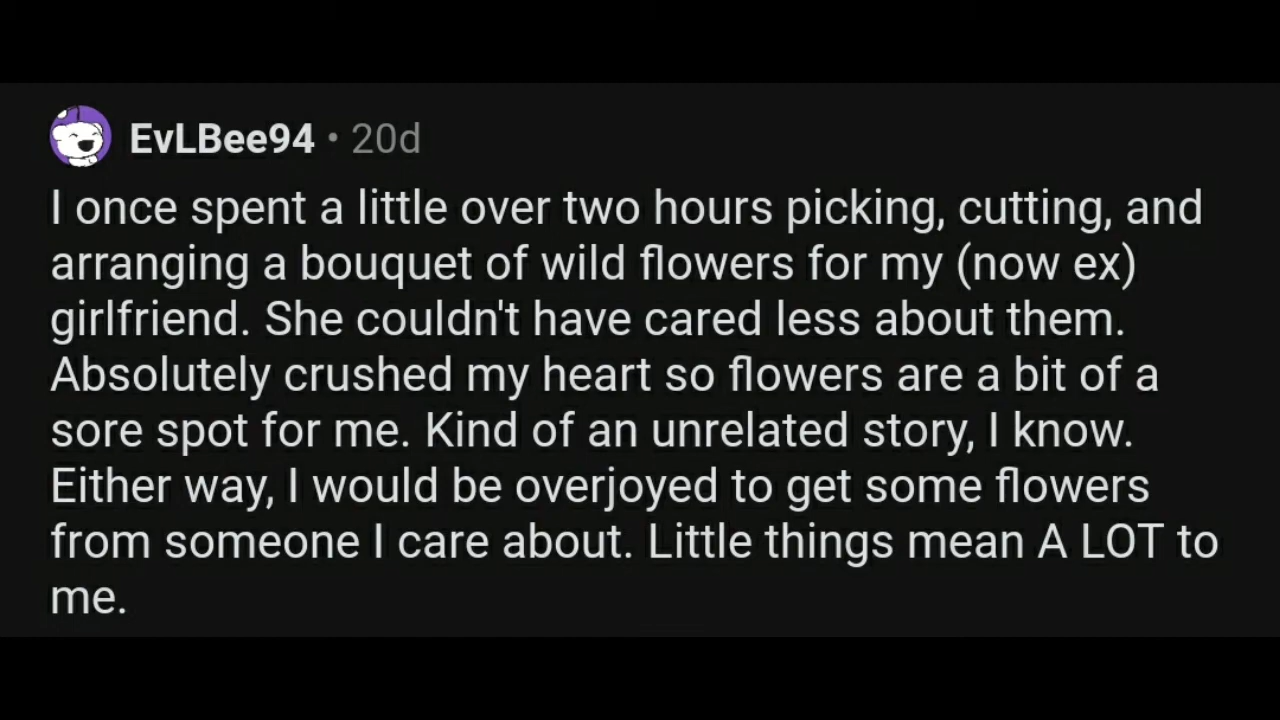 EvLBee94 • 20d
I once spent a little over two hours picking, cutting, and
arranging a bouquet of wild flowers for my (now ex)
girlfriend. She couldn't have cared less about them.
Absolutely crushed my heart so flowers are a bit of a
sore spot for me. Kind of an unrelated story, I know.
Either way, I would be overjoyed to get some flowers
from someone I care about. Little things mean A LOT to
me.